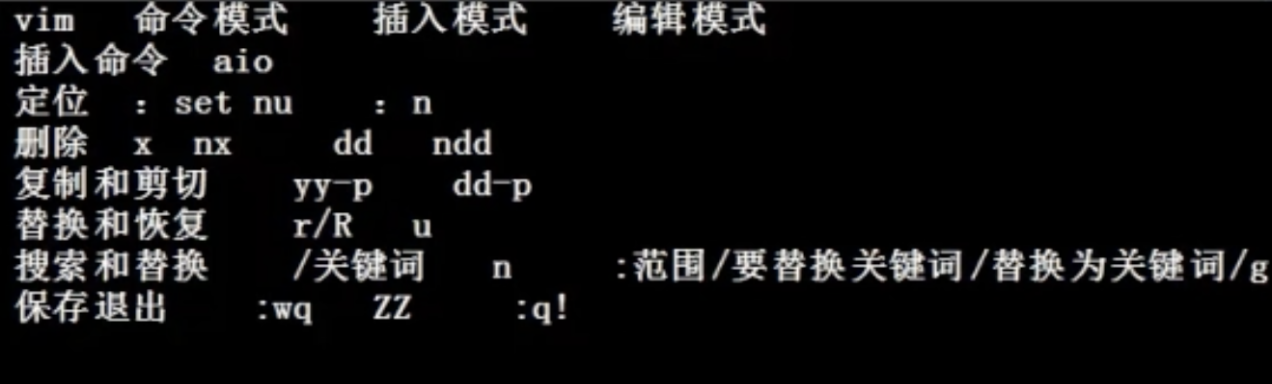 vim 命令模式 插入模式 编辑模式
插入命令 aio
定位 ：set nu ：n
删除 x nx dd ndd
复制和剪切 yy-p dd-p
替换和恢复 r/R u
搜索和替换 /关键词 n :范围/要替换关键词/替换为关键词/g
保存退出 :wq ZZ :q!